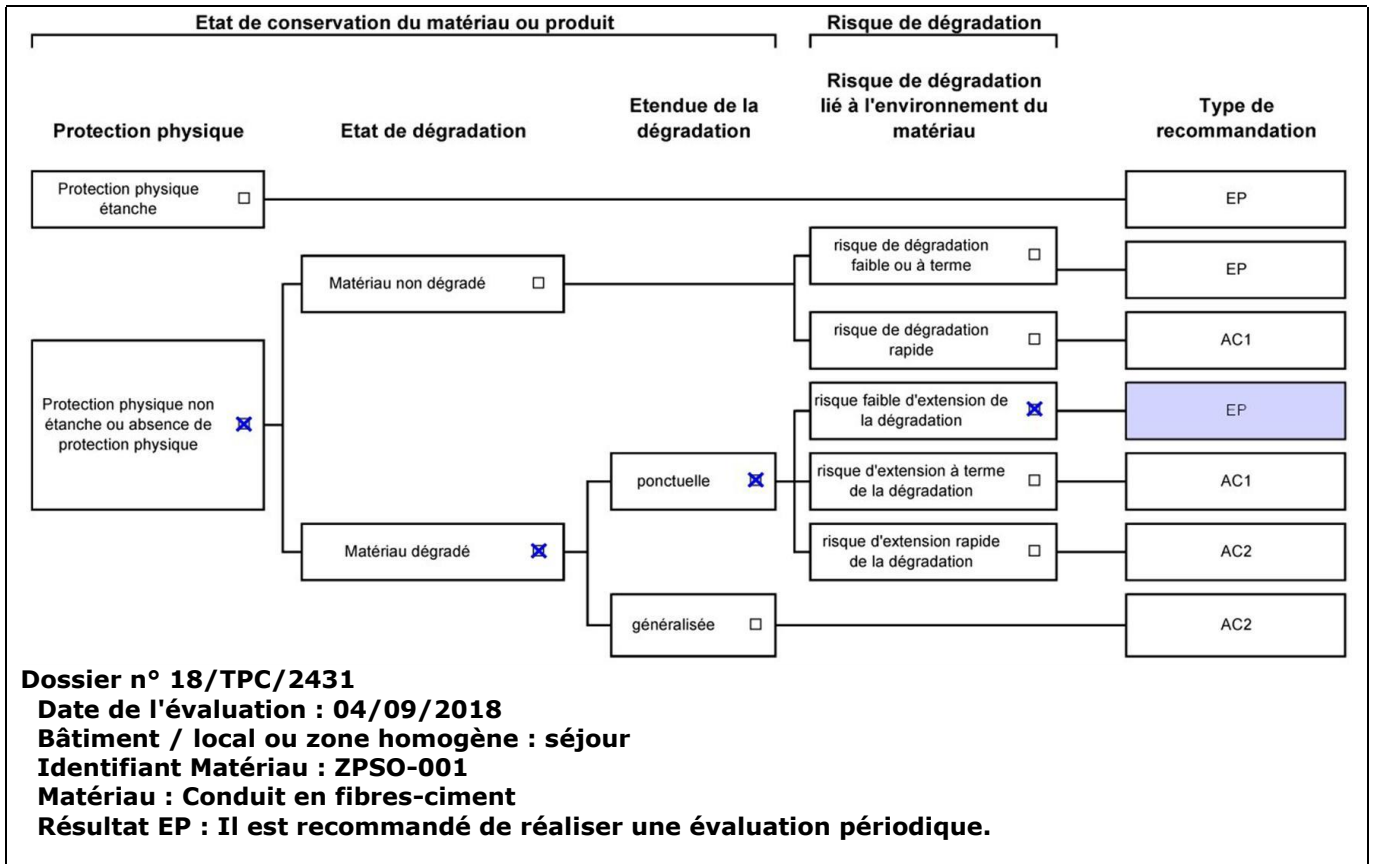 Etat de conservation du matériau ou produit
Risque de dégradation
Protection physique
Etat de dégradation
Etendue de la
dégradation
Risque de dégradation
lié à l'environnement du
matériau
Type de
recommandation
Protection physique
étanche
EP
risque de dégradation
faible ou à terme
EP
Matériau non dégradé
risque de dégradation
rapide
AC1
Protection physique non
étanche ou absence de
protection physique
risque faible d'extension de
la dégradation
EP
ponctuelle
risque d'extension à terme
de la dégradation
AC1
Matériau dégradé
risque d'extension rapide
de la dégradation
AC2
généralisée
AC2
Dossier n° 18/TPC/2431
Date de l'évaluation : 04/09/2018
Bâtiment / local ou zone homogène : séjour
Identifiant Matériau : ZPSO-001
Matériau : Conduit en fibres-ciment
Résultat EP : Il est recommandé de réaliser une évaluation périodique.